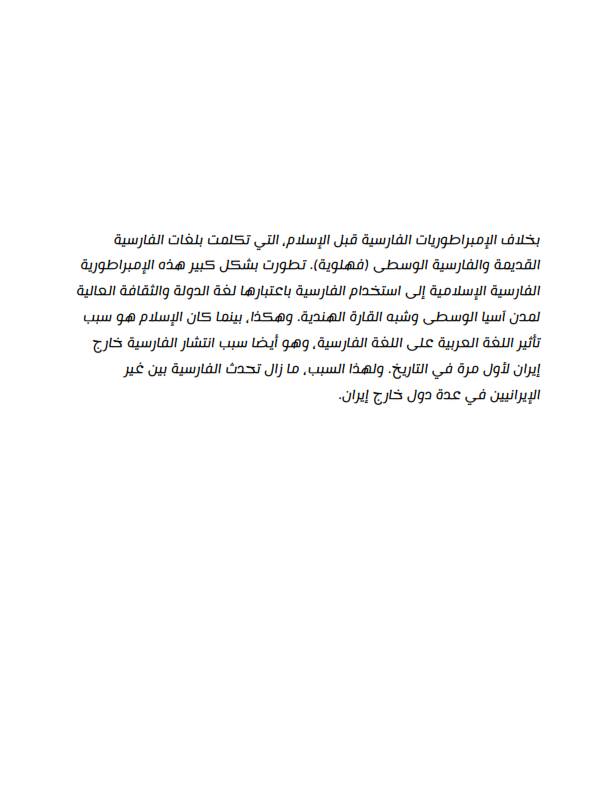 بخلاف الإمبراطوريات الفارسية قبل الإسلام، التي تكلمت بلغات الفارسية
القديمة والفارسية الوسطى (فهلوية). تطورت بشكل كبير هذه الإمبراطورية
الفارسية الإسلامية إلى استخدام الفارسية باعتبارها لغة الدولة والثقافة العالية
لمدن آسيا الوسطى وشبه القارة الهندية. وهكذا، بينما كان الإسلام هو سبب
تأثير اللغة العربية على اللغة الفارسية، وهو أيضا سبب انتشار الفارسية خارج
إيران لأول مرة في التاريخ. ولهذا السبب، ما زال تحدث الفارسية بين غير
الإيرانيين في عدة دول خارج إيران.